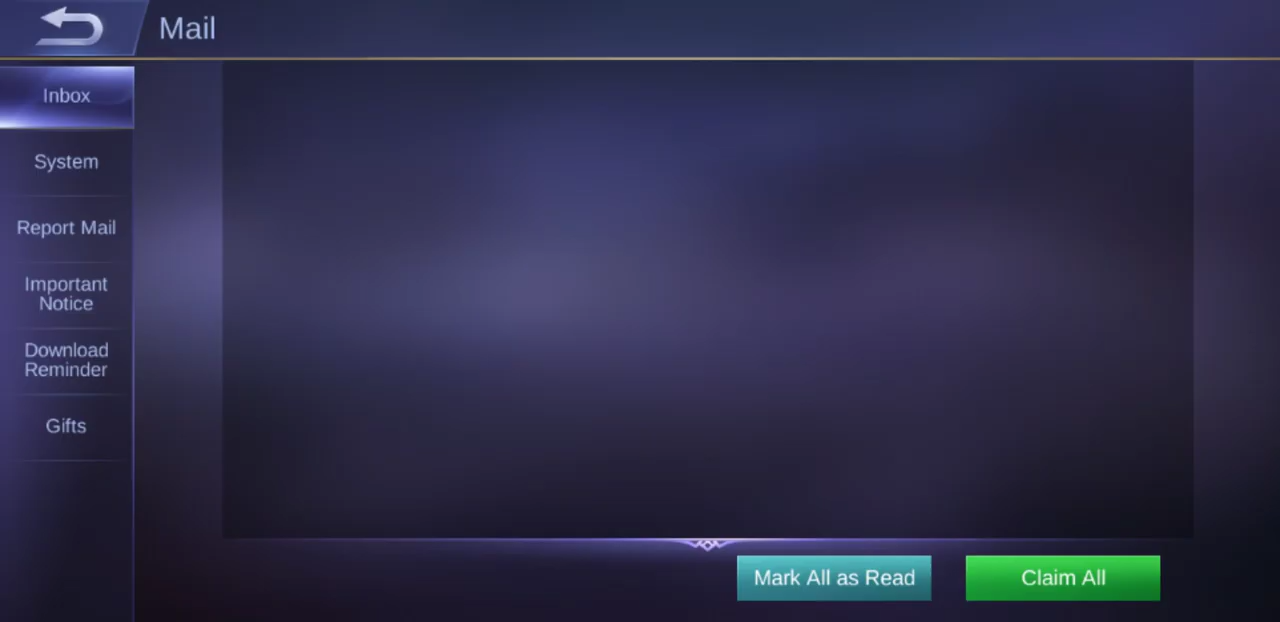 Mail
Inbox
System
Report Mail
Important
Notice
Download
Reminder
Gifts
Mark All as Read
Claim All